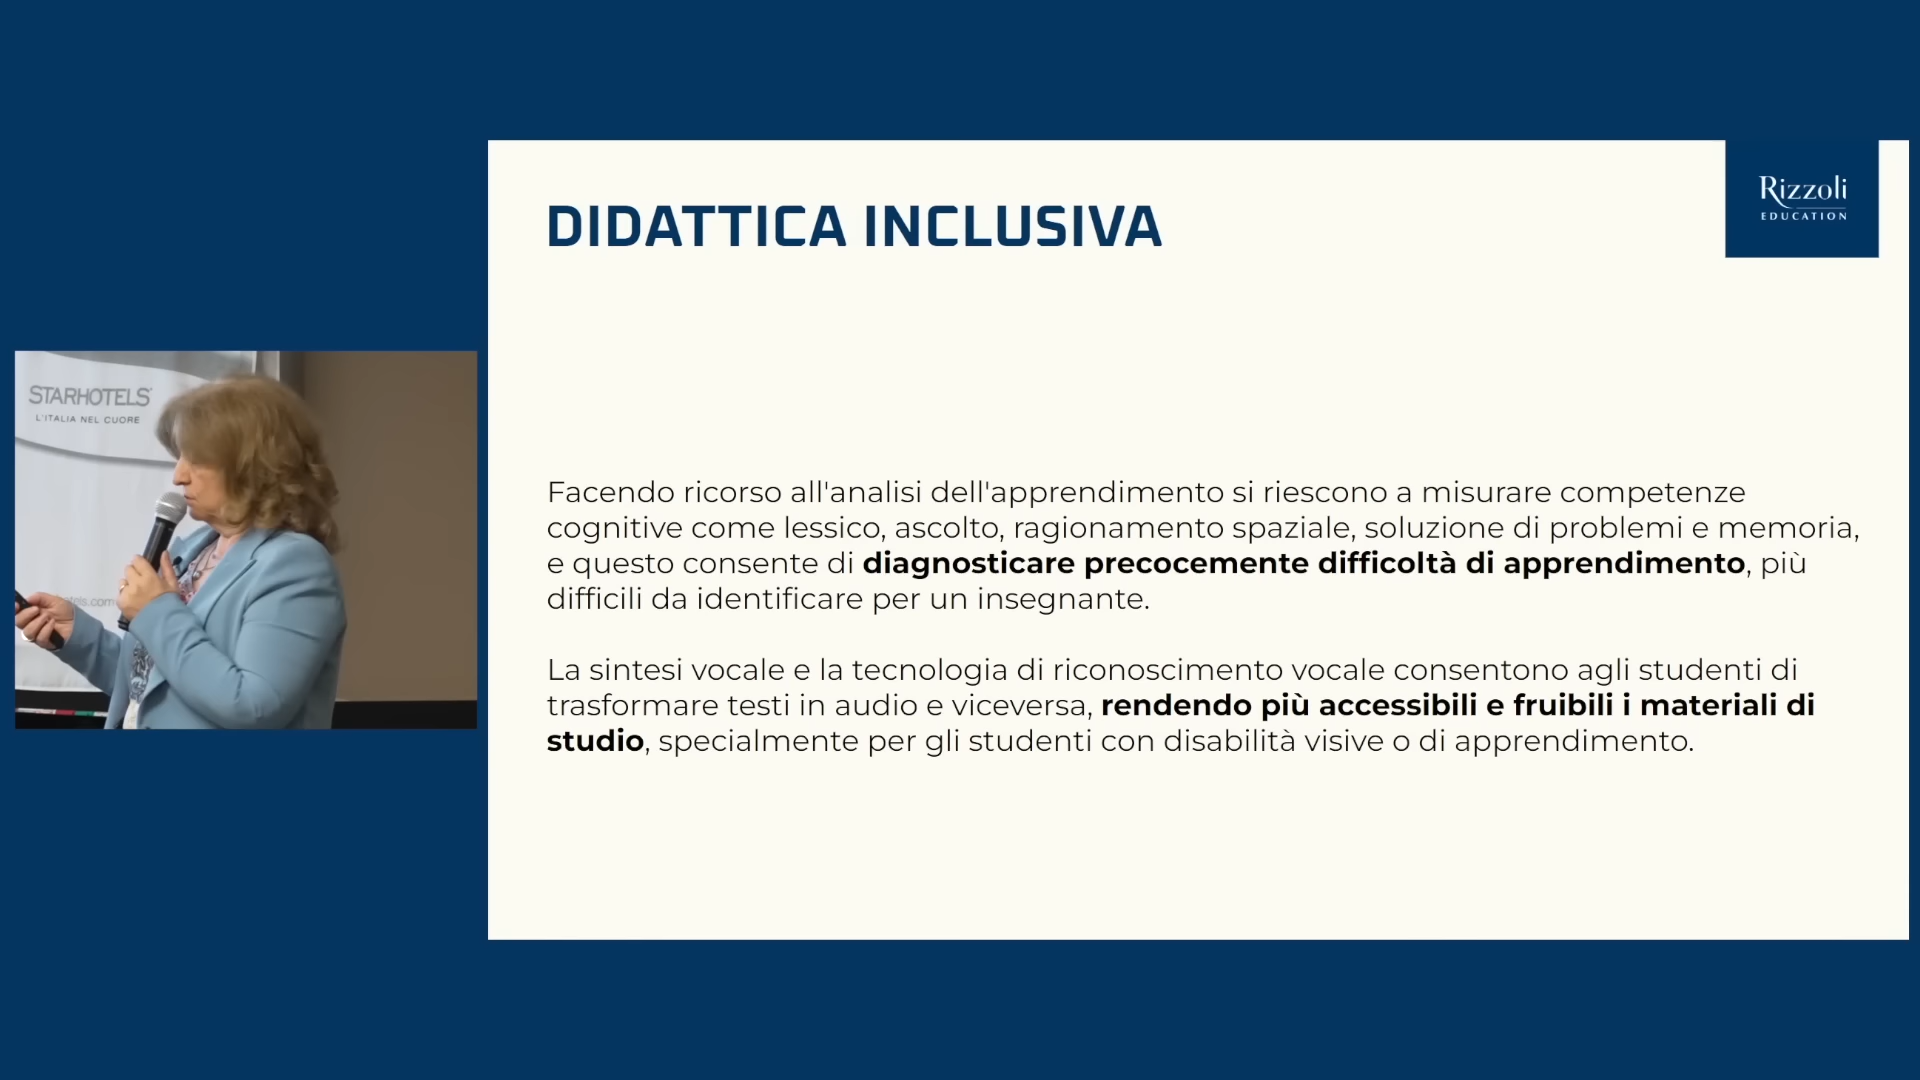 DIDATTICA INCLUSIVA
Rizzoli
EDUCATION
STARHOTELS
L'ITALIA NEL CUORE
Facendo ricorso all'analisi dell'apprendimento si riescono a misurare competenze
cognitive come lessico, ascolto, ragionamento spaziale, soluzione di problemi e memoria,
e questo consente di diagnosticare precocemente difficoltà di apprendimento, più
difficili da identificare per un insegnante.
La sintesi vocale e la tecnologia di riconoscimento vocale consentono agli studenti di
trasformare testi in audio e viceversa, rendendo più accessibili e fruibili i materiali di
studio, specialmente per gli studenti con disabilità visive o di apprendimento.